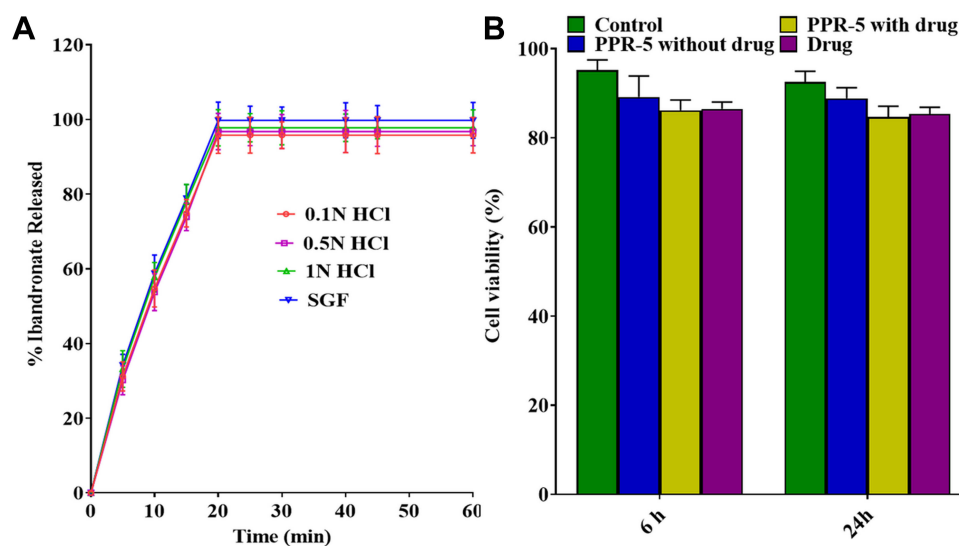 A
% Ibandronate Released
120
100
80
60
40
20
0
0 10 20 30 40 50 60
Time (min)
0.1N HCl
0.5N HCl
1N HCl
SGF
B
Control
PPR-5 with drug
PPR-5 without drug
Drug
Cell viability (%)
100
80
60
40
20
0
6 h
24h